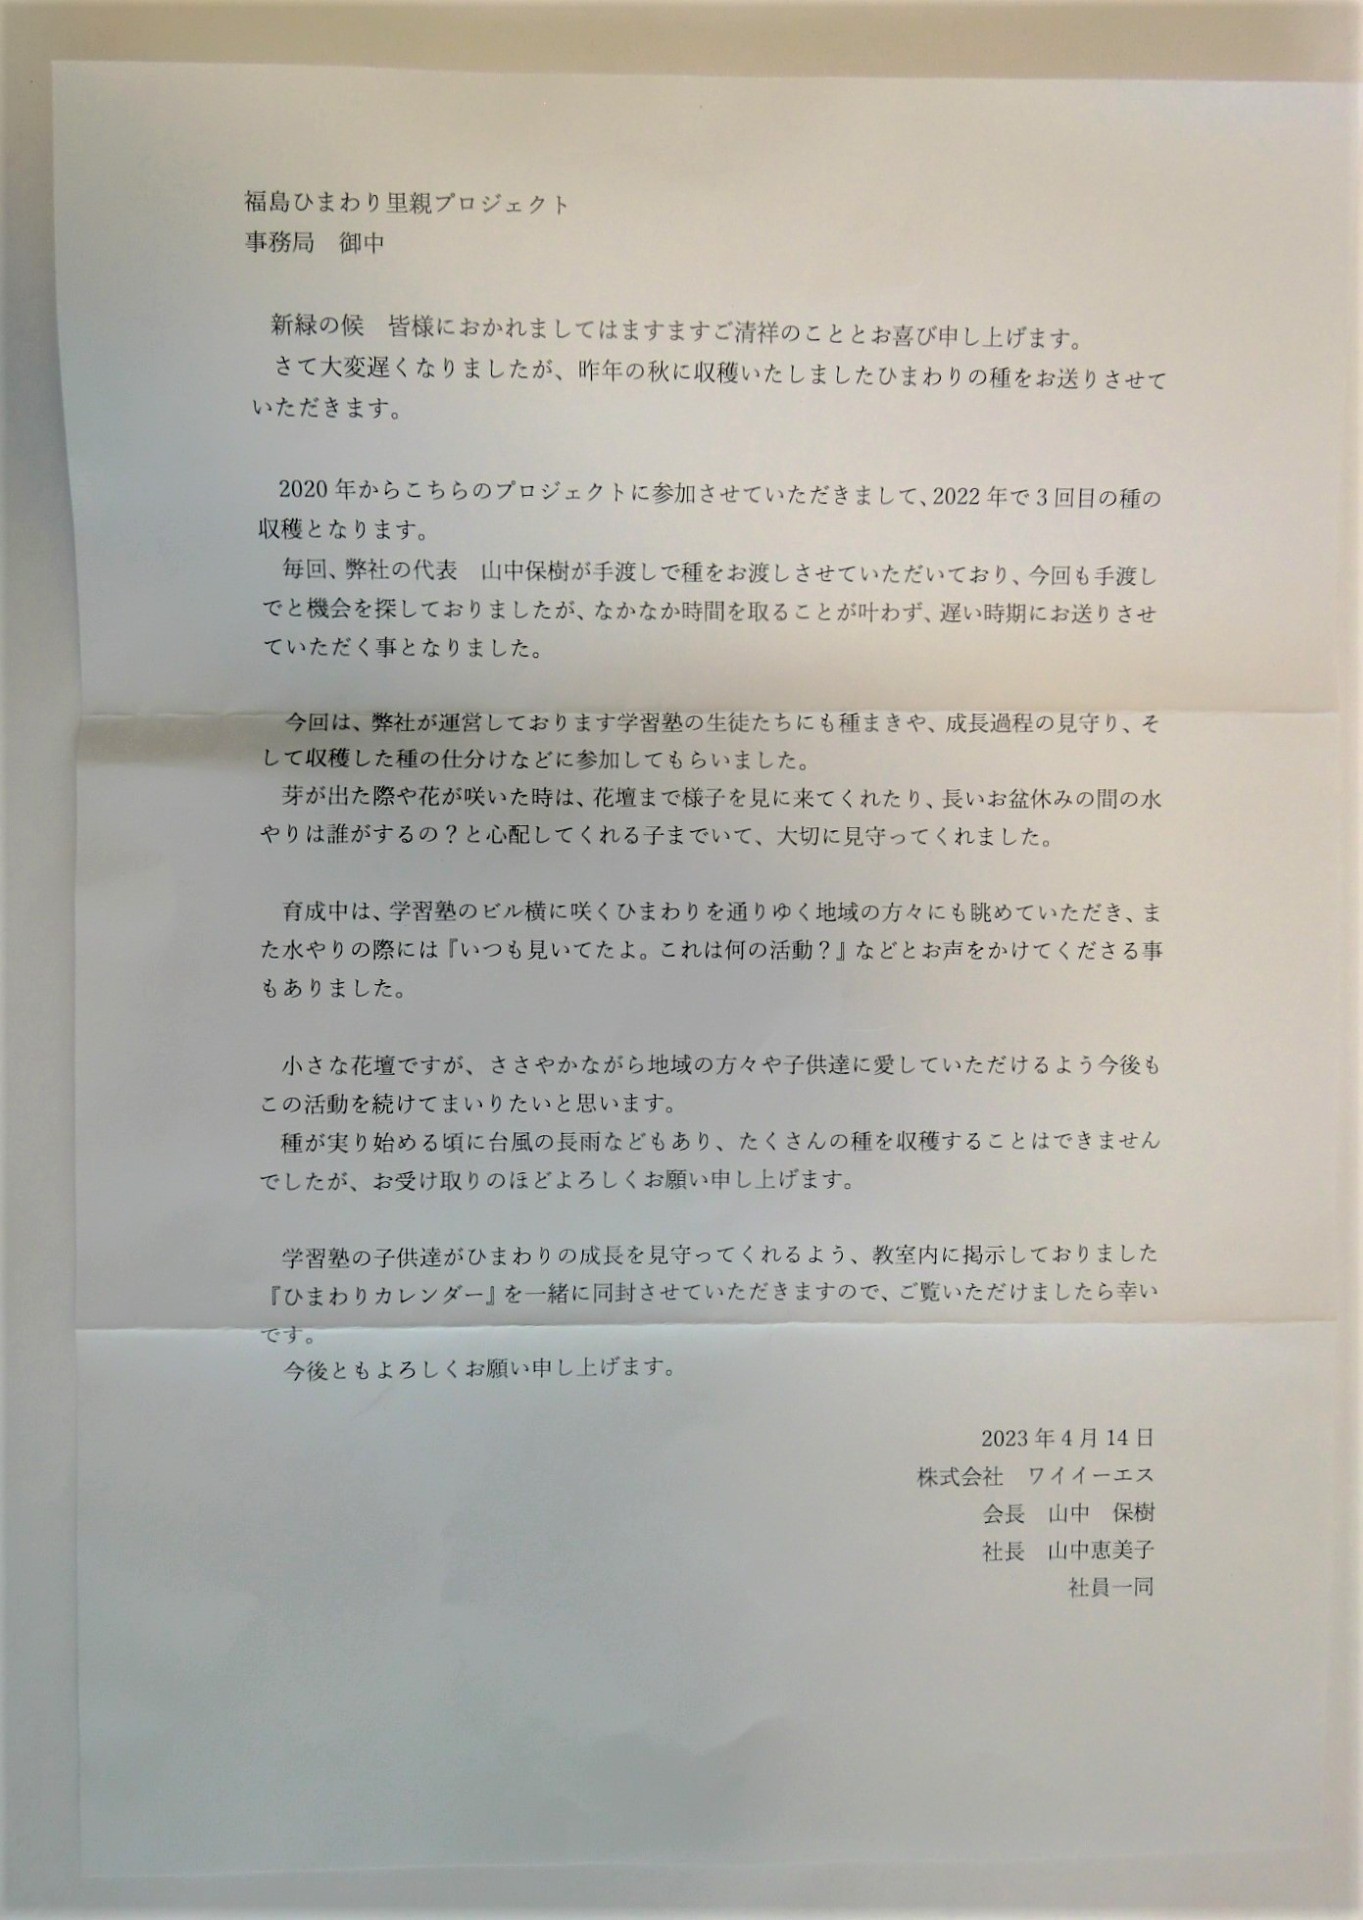 福島ひまわり里親プロジェクト
事務局　御中
新緑の候　皆様におかれましてはますますご清祥のこととお喜び申し上げます。
さて大変遅くなりましたが、昨年の秋に収穫いたしましたひまわりの種をお送りさせて
いただきます。
2020 年からこちらのプロジェクトに参加させていただきまして、2022 年で 3 回目の種の
収穫となります。
毎回、弊社の代表　山中保樹が手渡しで種をお渡しさせていただいており、今回も手渡し
でと機会を探しておりましたが、なかなか時間を取ることが叶わず、遅い時期にお送りさせ
ていただく事となりました。
今回は、弊社が運営しております学習塾の生徒たちにも種まきや、成長過程の見守り、そ
して収穫した種の仕分けなどに参加してもらいました。
芽が出た際や花が咲いた時は、花壇まで様子を見に来てくれたり、長いお盆休みの間の水
やりは誰がするの？と心配してくれる子までいて、大切に見守ってくれました。
育成中は、学習塾のビル横に咲くひまわりを通りゆく地域の方々にも眺めていただき、ま
た水やりの際には『いつも見いてたよ。これは何の活動？』などとお声をかけてくださる事
もありました。
小さな花壇ですが、ささやかながら地域の方々や子供達に愛していただけるよう今後も
この活動を続けてまいりたいと思います。
種が実り始める頃に台風の長雨などもあり、たくさんの種を収穫することはできません
でしたが、お受け取りのほどよろしくお願い申し上げます。
学習塾の子供達がひまわりの成長を見守ってくれるよう、教室内に掲示しておりました
『ひまわりカレンダー』を一緒に同封させていただきますので、ご覧いただけましたら幸い
です。
今後ともよろしくお願い申し上げます。
2023 年 4 月 14 日
株式会社　ワイイーエス
会長　山中　保樹
社長　山中恵美子
社員一同